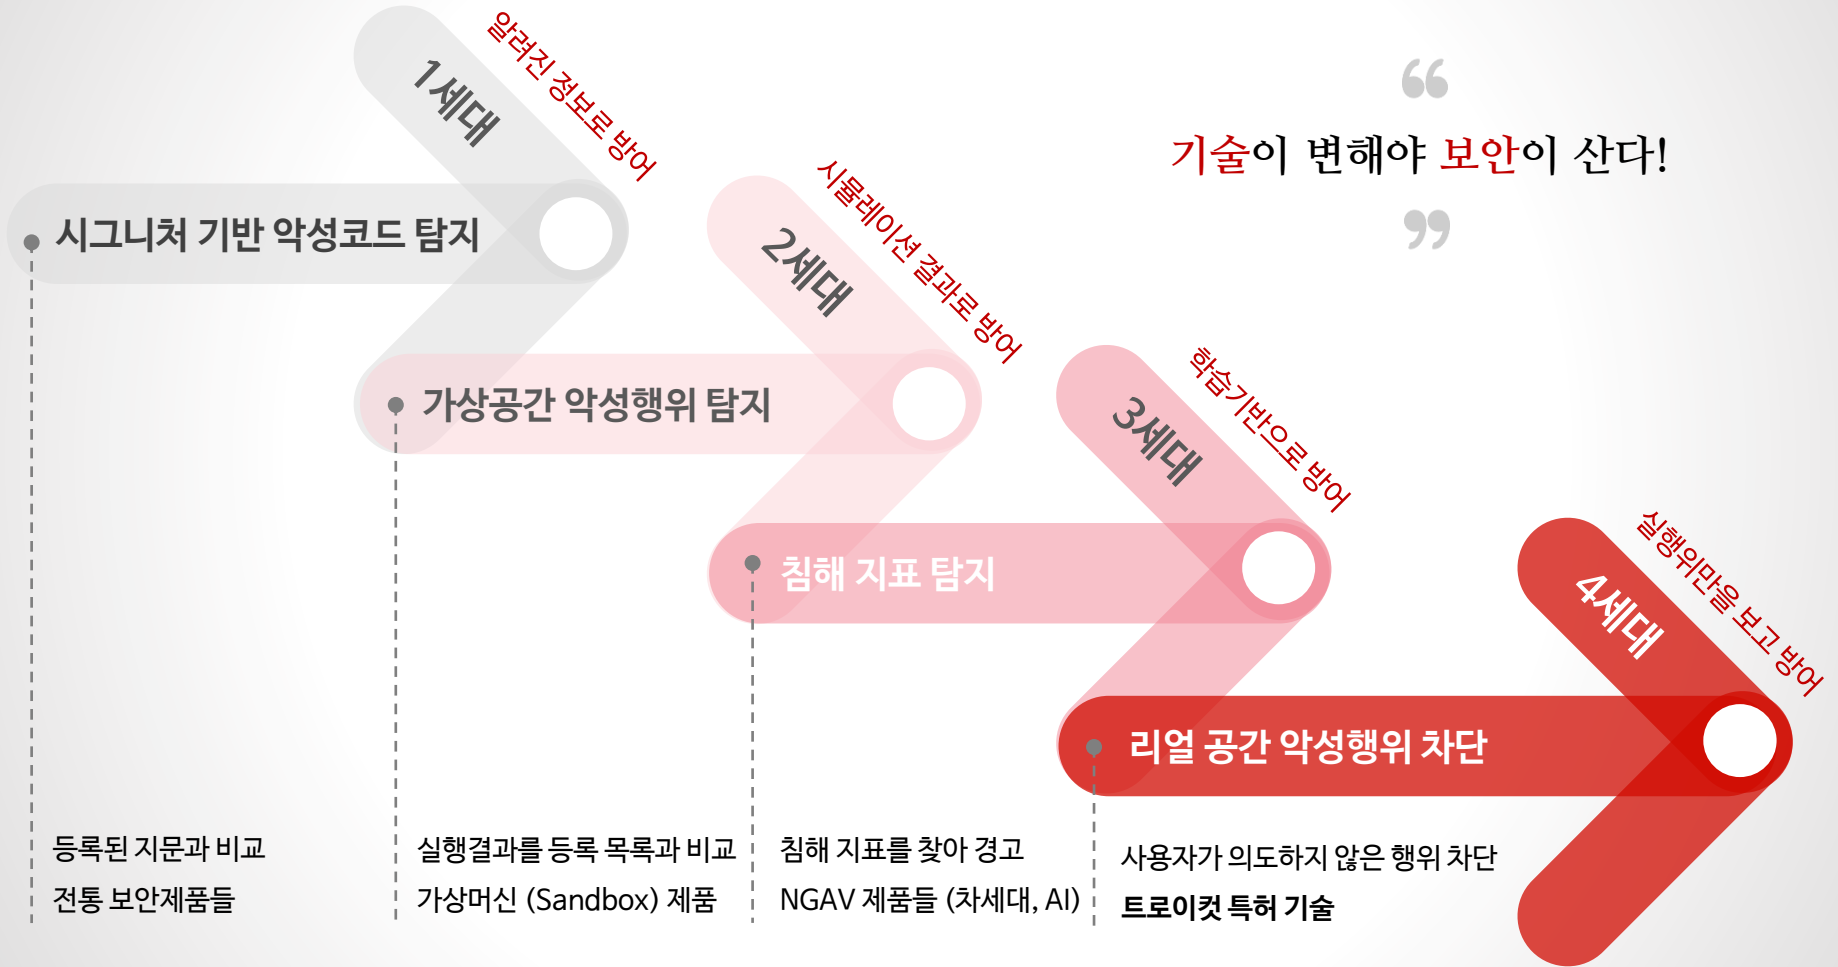 “
기술이 변해야 보안이 산다!
”
1세대
알려진 정보로 방어
시그니처 기반 악성코드 탐지
등록된 지문과 비교
전통 보안제품들
2세대
시뮬레이션 결과로 방어
가상공간 악성행위 탐지
실행결과를 등록 목록과 비교
가상머신 (Sandbox) 제품
3세대
학습기반으로 방어
침해 지표 탐지
침해 지표를 찾아 경고
NGAV 제품들 (차세대, AI)
4세대
실행위만을 보고 방어
리얼 공간 악성행위 차단
사용자가 의도하지 않은 행위 차단
트로이컷 특허 기술